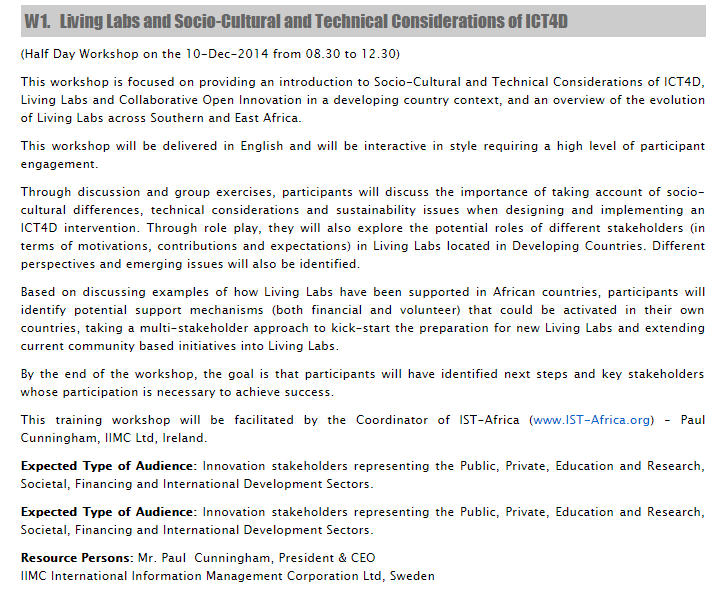 W1. Living Labs and Socio-Cultural and Technical Considerations of ICT4D
(Half Day Workshop on the 10-Dec-2014 from 08.30 to 12.30)
This workshop is focused on providing an introduction to Socio-Cultural and Technical Considerations of ICT4D,
Living Labs and Collaborative Open Innovation in a developing country context, and an overview of the evolution
of Living Labs across Southern and East Africa.
This workshop will be delivered in English and will be interactive in style requiring a high level of participant
engagement.
Through discussion and group exercises, participants will discuss the importance of taking account of socio-
cultural differences, technical considerations and sustainability issues when designing and implementing an
ICT4D intervention. Through role play, they will also explore the potential roles of different stakeholders (in
terms of motivations, contributions and expectations) in Living Labs located in Developing Countries. Different
perspectives and emerging issues will also be identified.
Based on discussing examples of how Living Labs have been supported in African countries, participants will
identify potential support mechanisms (both financial and volunteer) that could be activated in their own
countries, taking a multi-stakeholder approach to kick-start the preparation for new Living Labs and extending
current community based initiatives into Living Labs.
By the end of the workshop, the goal is that participants will have identified next steps and key stakeholders
whose participation is necessary to achieve success.
This training workshop will be facilitated by the Coordinator of IST-Africa (www.IST-Africa.org) - Paul
Cunningham, IIMC Ltd, Ireland.
Expected Type of Audience: Innovation stakeholders representing the Public, Private, Education and Research,
Societal, Financing and International Development Sectors.
Expected Type of Audience: Innovation stakeholders representing the Public, Private, Education and Research,
Societal, Financing and International Development Sectors.
Resource Persons: Mr. Paul Cunningham, President & CEO
IIMC International Information Management Corporation Ltd, Sweden